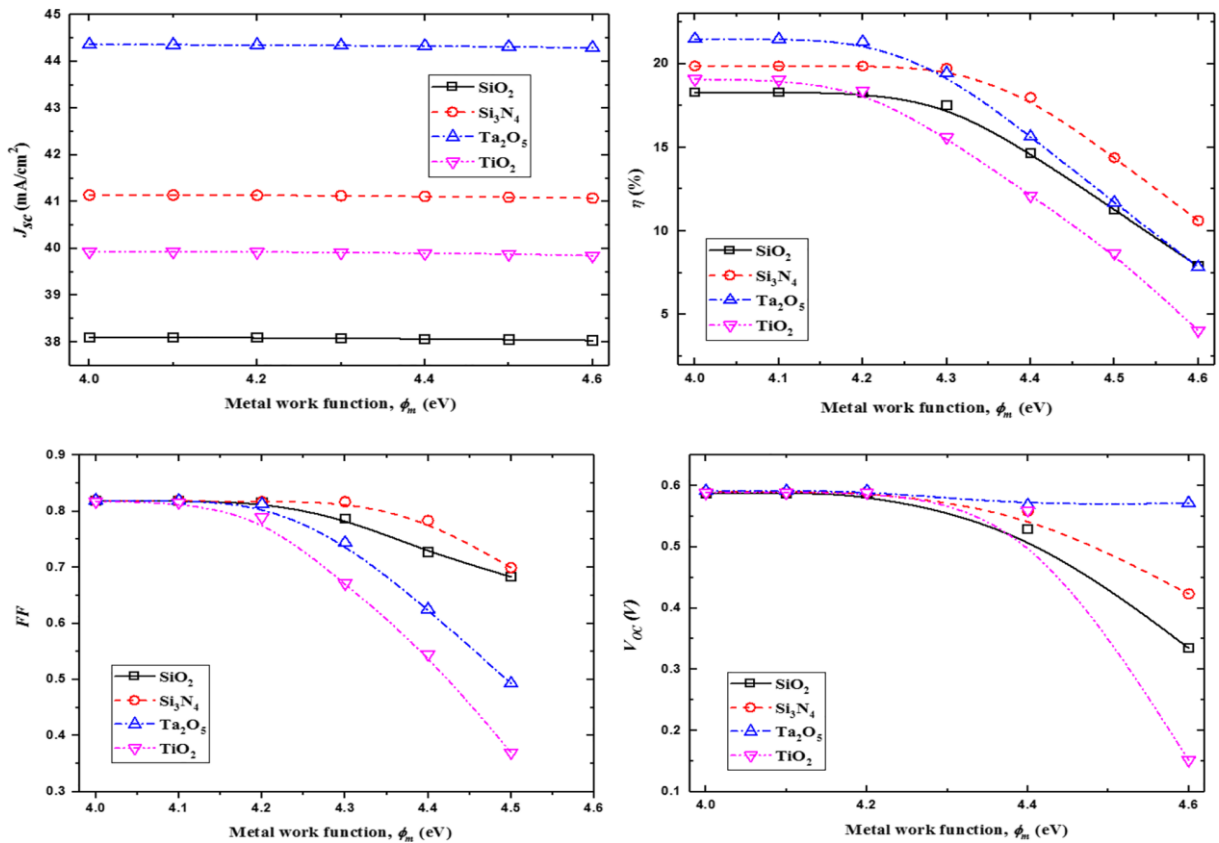 J_sc (mA/cm²)
45
44
43
42
41
40
39
38
SiO₂
Si₃N₄
Ta₂O₅
TiO₂
4.0 4.2 4.4 4.6
Metal work function, ϕ_m (eV)
η (%)
20
15
10
5
SiO₂
Si₃N₄
Ta₂O₅
TiO₂
4.0 4.1 4.2 4.3 4.4 4.5 4.6
Metal work function, ϕ_m (eV)
FF
0.9
0.8
0.7
0.6
0.5
0.4
0.3
SiO₂
Si₃N₄
Ta₂O₅
TiO₂
4.0 4.1 4.2 4.3 4.4 4.5 4.6
Metal work function, ϕ_m (eV)
V_OC (V)
0.6
0.5
0.4
0.3
0.2
0.1
SiO₂
Si₃N₄
Ta₂O₅
TiO₂
4.0 4.2 4.4 4.6
Metal work function, ϕ_m (eV)